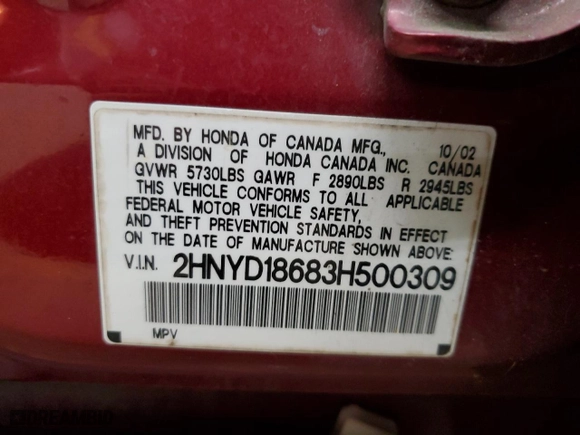 MFD. BY HONDA OF CANADA MFG., 10/02
A DIVISION OF HONDA CANADA INC. CANADA
GVWR 5730LBS GAWR F 2890LBS R 2945LBS
THIS VEHICLE CONFORMS TO ALL APPLICABLE
FEDERAL MOTOR VEHICLE SAFETY,
AND THEFT PREVENTION STANDARDS IN EFFECT
ON THE DATE OF MANUFACTURE SHOWN ABOVE:
V.I.N. 2HNYD18683H500309
MPV